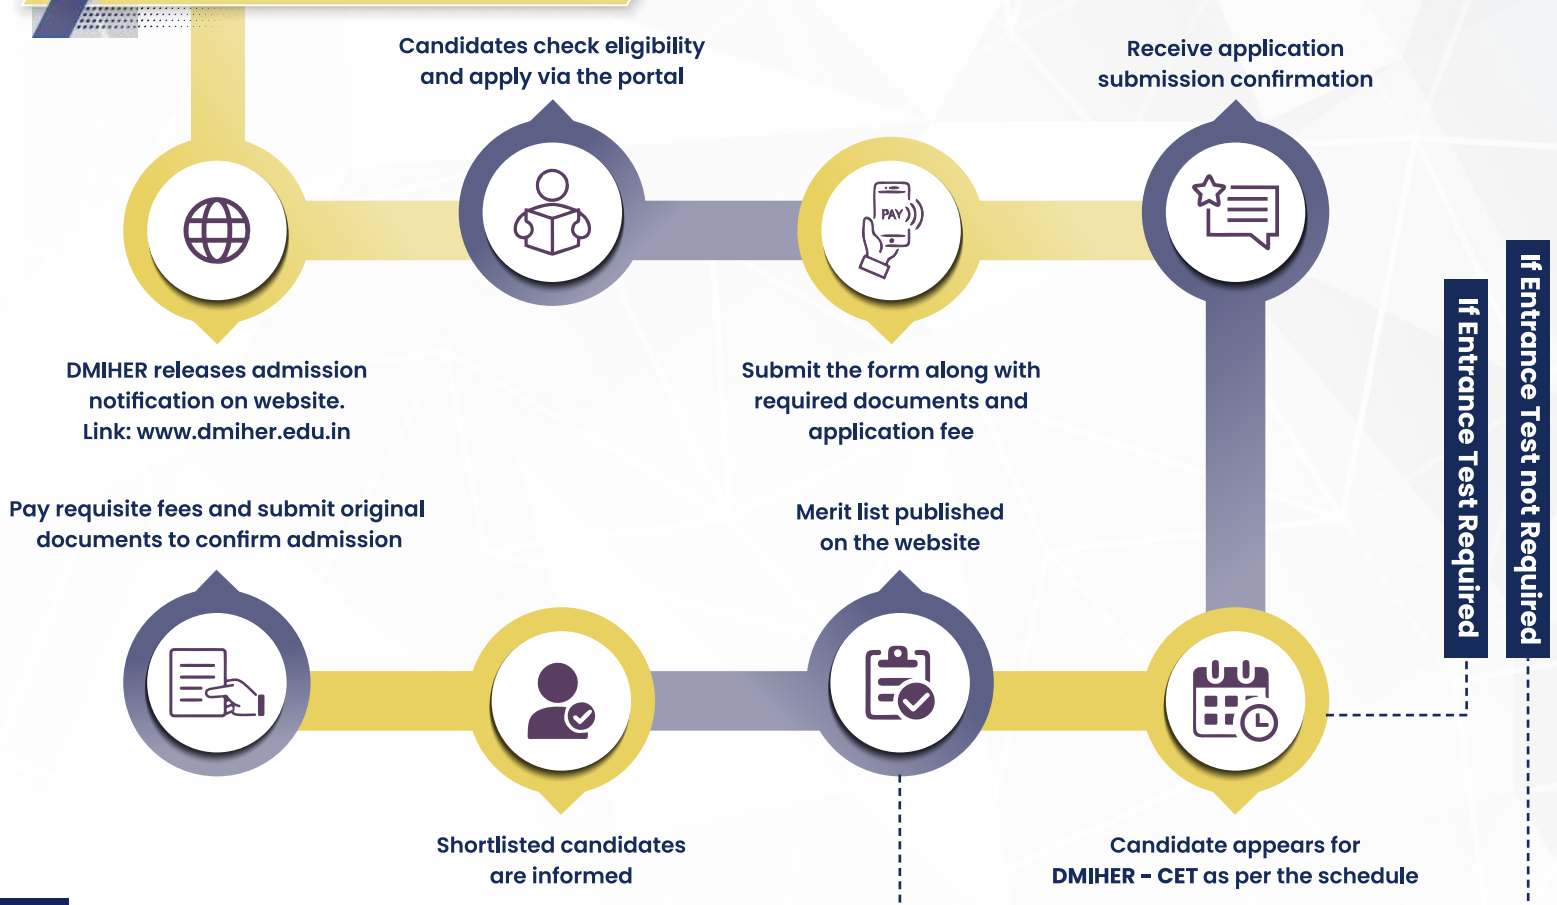 Candidates check eligibility
and apply via the portal
Receive application
submission confirmation
PAY
DMIHER releases admission
notification on website.
Link: www.dmiher.edu.in
Submit the form along with
required documents and
application fee
If Entrance Test Required
If Entrance Test not Required
Pay requisite fees and submit original
documents to confirm admission
Merit list published
on the website
Shortlisted candidates
are informed
Candidate appears for
DMIHER - CET as per the schedule